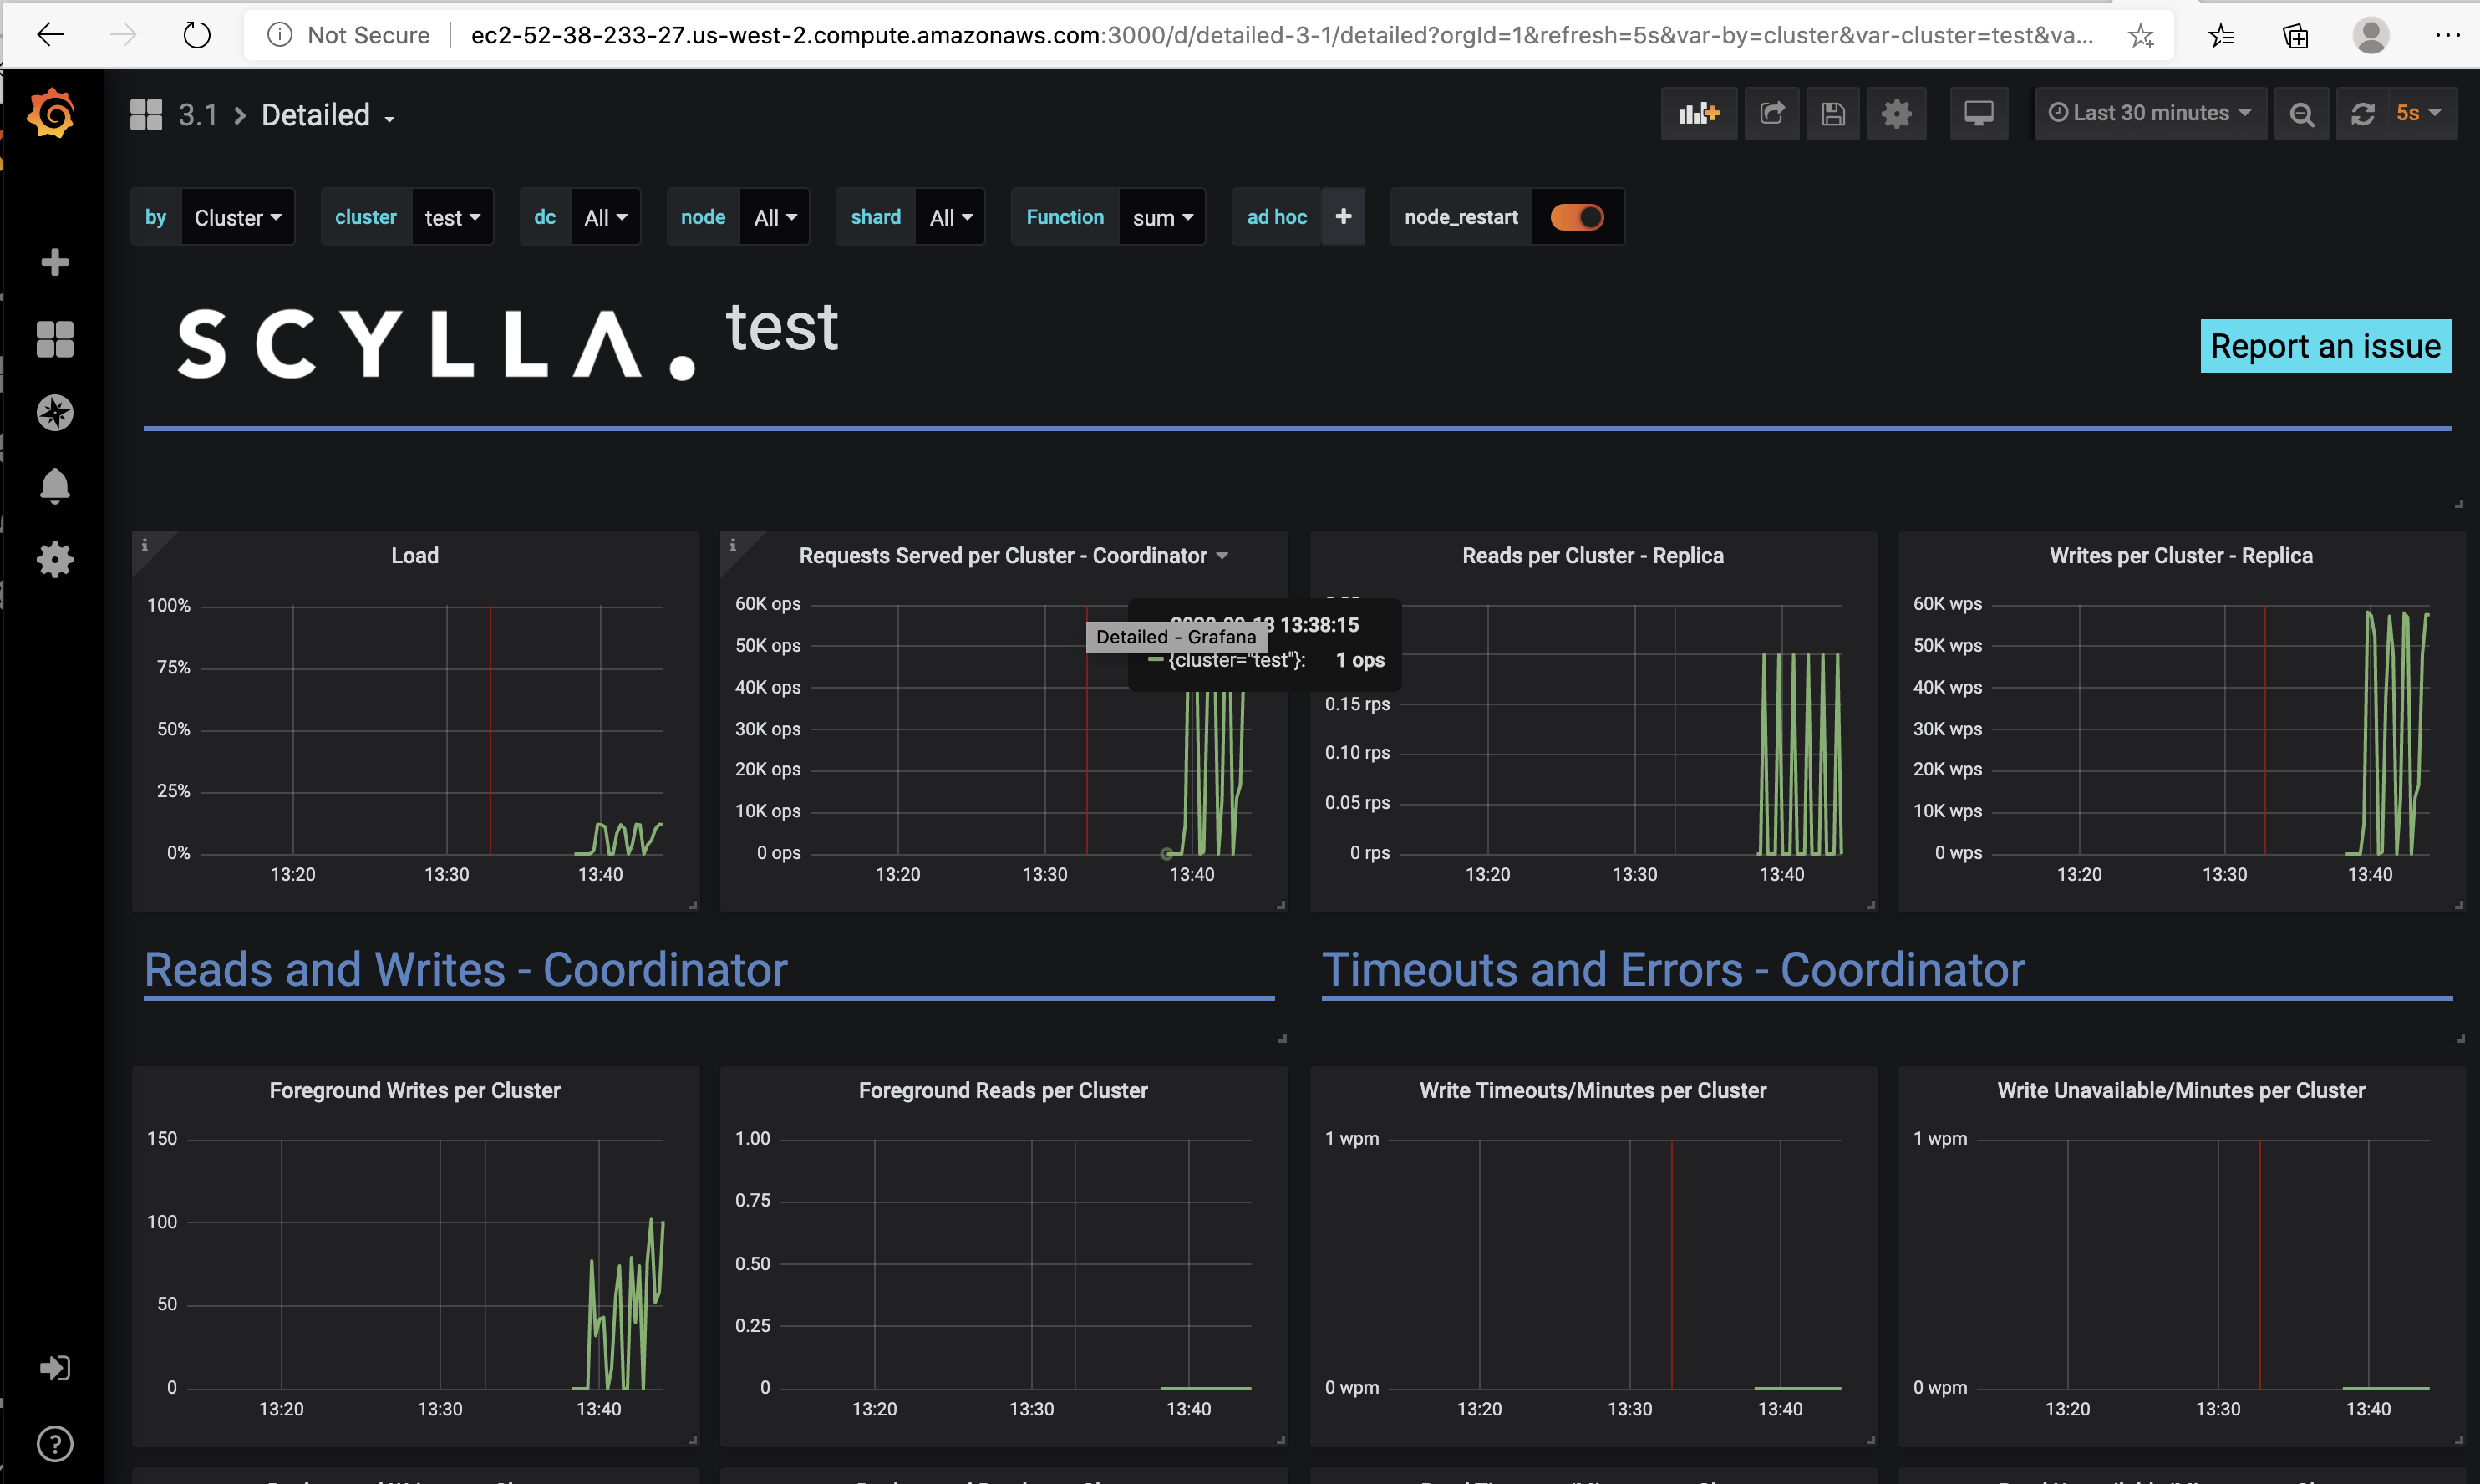 Not Secure
ec2-52-38-233-27.us-west-2.compute.amazonaws.com:3000/d/detailed-3-1/detailed?orgId=1&refresh=5s&var-by=cluster&var-cluster=test&va...
3.1 > Detailed
Last 30 minutes
5s
by Cluster
cluster test
dc All
node All
shard All
Function sum
ad hoc +
node_restart
SCYLLA. test
Report an issue
Load
100%
75%
50%
25%
0%
13:20 13:30 13:40
Requests Served per Cluster - Coordinator
60K ops
50K ops
40K ops
30K ops
20K ops
10K ops
0 ops
13:20 13:30 13:40
13:38:15
Detailed - Grafana
{cluster="test"}: 1 ops
Reads per Cluster - Replica
0.15 rps
0.10 rps
0.05 rps
0 rps
13:20 13:30 13:40
Writes per Cluster - Replica
60K wps
50K wps
40K wps
30K wps
20K wps
10K wps
0 wps
13:20 13:30 13:40
Reads and Writes - Coordinator
Timeouts and Errors - Coordinator
Foreground Writes per Cluster
150
100
50
0
13:20 13:30 13:40
Foreground Reads per Cluster
1.00
0.75
0.50
0.25
0
13:20 13:30 13:40
Write Timeouts/Minutes per Cluster
1 wpm
0 wpm
13:20 13:30 13:40
Write Unavailable/Minutes per Cluster
1 wpm
0 wpm
13:20 13:30 13:40